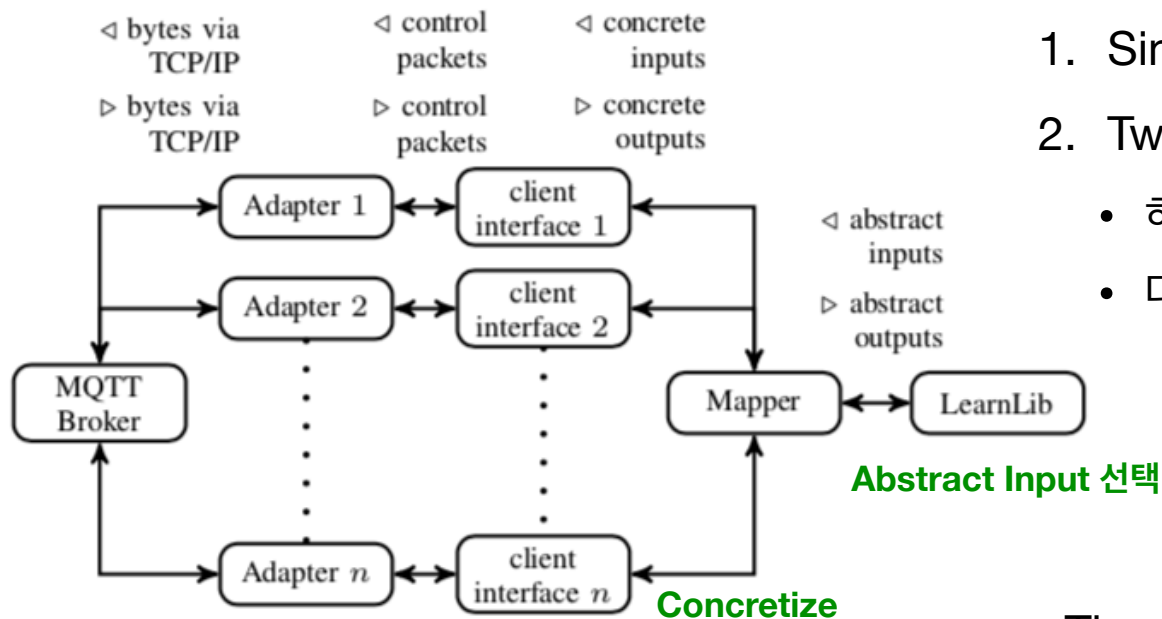 ◁ bytes via
TCP/IP
▷ bytes via
TCP/IP
◁ control
packets
▷ control
packets
◁ concrete
inputs
▷ concrete
outputs
1. 
2. 
•
•
Adapter 1
client
interface 1
◁ abstract
inputs
▷ abstract
outputs
Adapter 2
client
interface 2
MQTT
Broker
Mapper
LearnLib
Abstract Input 선택
Adapter n
client
interface n
Concretize